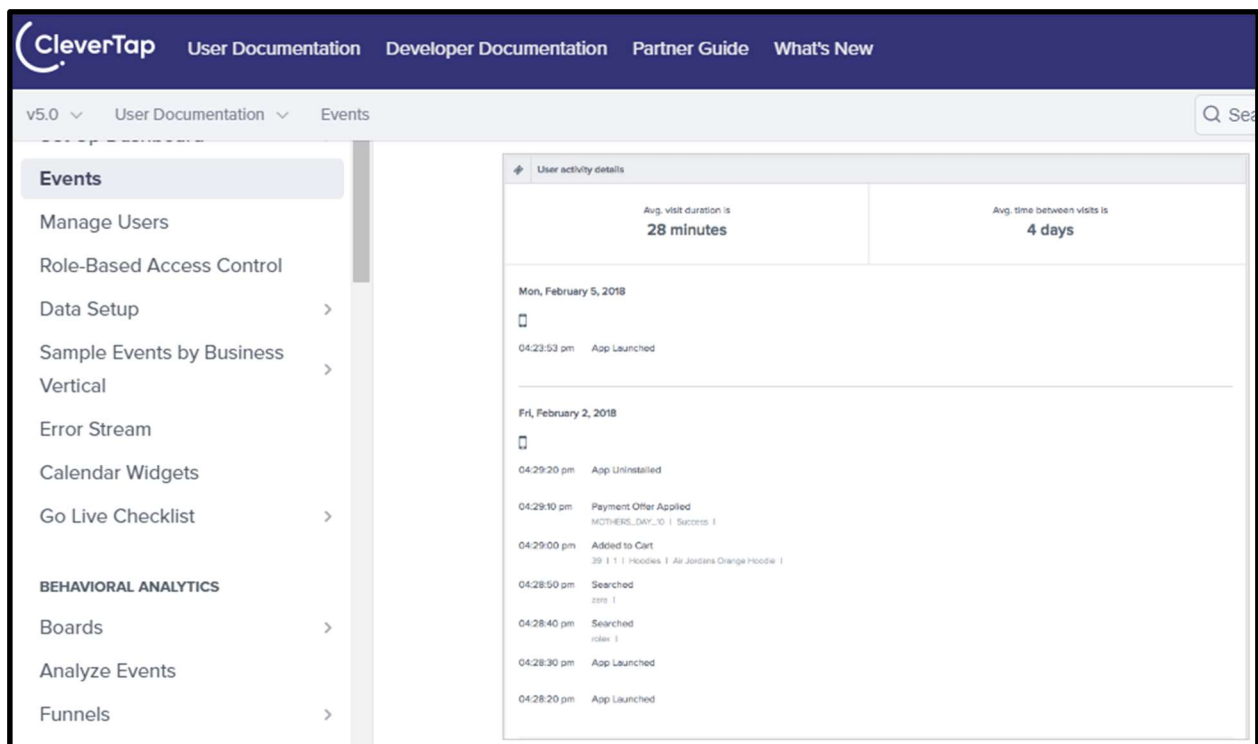 CleverTap User Documentation Developer Documentation Partner Guide What's New
v5.0 User Documentation Events
Set Up Dashboard
Events
Manage Users
Role-Based Access Control
Data Setup
Sample Events by Business
Vertical
Error Stream
Calendar Widgets
Go Live Checklist
BEHAVIORAL ANALYTICS
Boards
Analyze Events
Funnels
User activity details
Avg. visit duration is
28 minutes
Avg. time between visits is
4 days
Mon, February 5, 2018
04:23:53 pm App Launched
Fri, February 2, 2018
04:29:20 pm App Uninstalled
04:29:10 pm Payment Offer Applied
MOTHERS_DAY_10 | Success |
04:29:00 pm Added to Cart
39 | 1 | Hoodies | Air Jordans Orange Hoodie |
04:28:50 pm Searched
zara |
04:28:40 pm Searched
rolex |
04:28:30 pm App Launched
04:28:20 pm App Launched